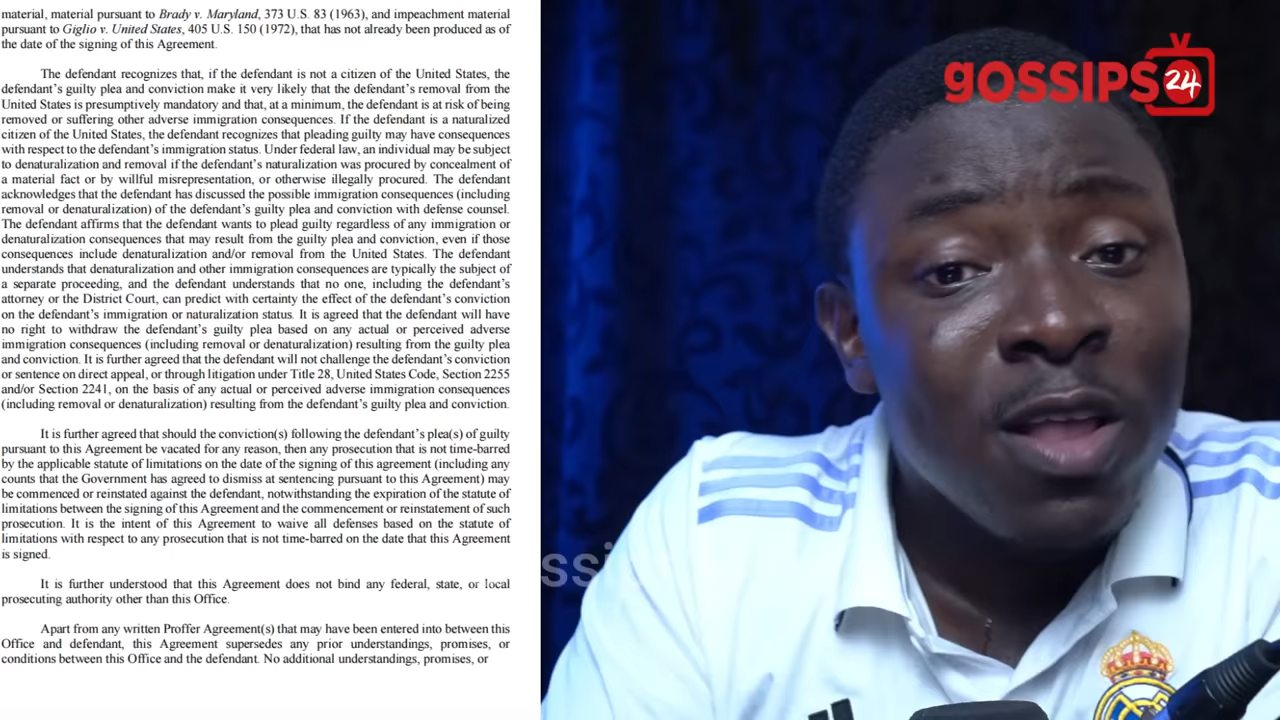 material, material pursuant to Brady v. Maryland, 373 U.S. 83 (1963), and impeachment material
pursuant to Giglio v. United States, 405 U.S. 150 (1972), that has not already been produced as of
the date of the signing of this Agreement.
The defendant recognizes that, if the defendant is not a citizen of the United States, the
defendant's guilty plea and conviction make it very likely that the defendant's removal from the
United States is presumptively mandatory and that, at a minimum, the defendant is at risk of being
removed or suffering other adverse immigration consequences. If the defendant is a naturalized
citizen of the United States, the defendant recognizes that pleading guilty may have consequences
with respect to the defendant's immigration status. Under federal law, an individual may be subject
to denaturalization and removal if the defendant's naturalization was procured by concealment of
a material fact or by willful misrepresentation, or otherwise illegally procured. The defendant
acknowledges that the defendant has discussed the possible immigration consequences (including
removal or denaturalization) of the defendant's guilty plea and conviction with defense counsel.
The defendant affirms that the defendant wants to plead guilty regardless of any immigration or
denaturalization consequences that may result from the guilty plea and conviction, even if those
consequences include denaturalization and/or removal from the United States. The defendant
understands that denaturalization and other immigration consequences are typically the subject of
a separate proceeding, and the defendant understands that no one, including the defendant's
attorney or the District Court, can predict with certainty the effect of the defendant's conviction
on the defendant's immigration or naturalization status. It is agreed that the defendant will have
no right to withdraw the defendant's guilty plea based on any actual or perceived adverse
immigration consequences (including removal or denaturalization) resulting from the guilty plea
and conviction. It is further agreed that the defendant will not challenge the defendant's conviction
or sentence on direct appeal, or through litigation under Title 28, United States Code, Section 2255
and/or Section 2241, on the basis of any actual or perceived adverse immigration consequences
(including removal or denaturalization) resulting from the defendant's guilty plea and conviction.
It is further agreed that should the conviction(s) following the defendant's plea(s) of guilty
pursuant to this Agreement be vacated for any reason, then any prosecution that is not time-barred
by the applicable statute of limitations on the date of the signing of this agreement (including any
counts that the Government has agreed to dismiss at sentencing pursuant to this Agreement) may
be commenced or reinstated against the defendant, notwithstanding the expiration of the statute of
limitations between the signing of this Agreement and the commencement or reinstatement of such
prosecution. It is the intent of this Agreement to waive all defenses based on the statute of
limitations with respect to any prosecution that is not time-barred on the date that this Agreement
is signed.
It is further understood that this Agreement does not bind any federal, state, or local
prosecuting authority other than this Office.
Apart from any written Proffer Agreement(s) that may have been entered into between this
Office and defendant, this Agreement supersedes any prior understandings, promises, or
conditions between this Office and the defendant. No additional understandings, promises, or
gOSSIPS24
ssi